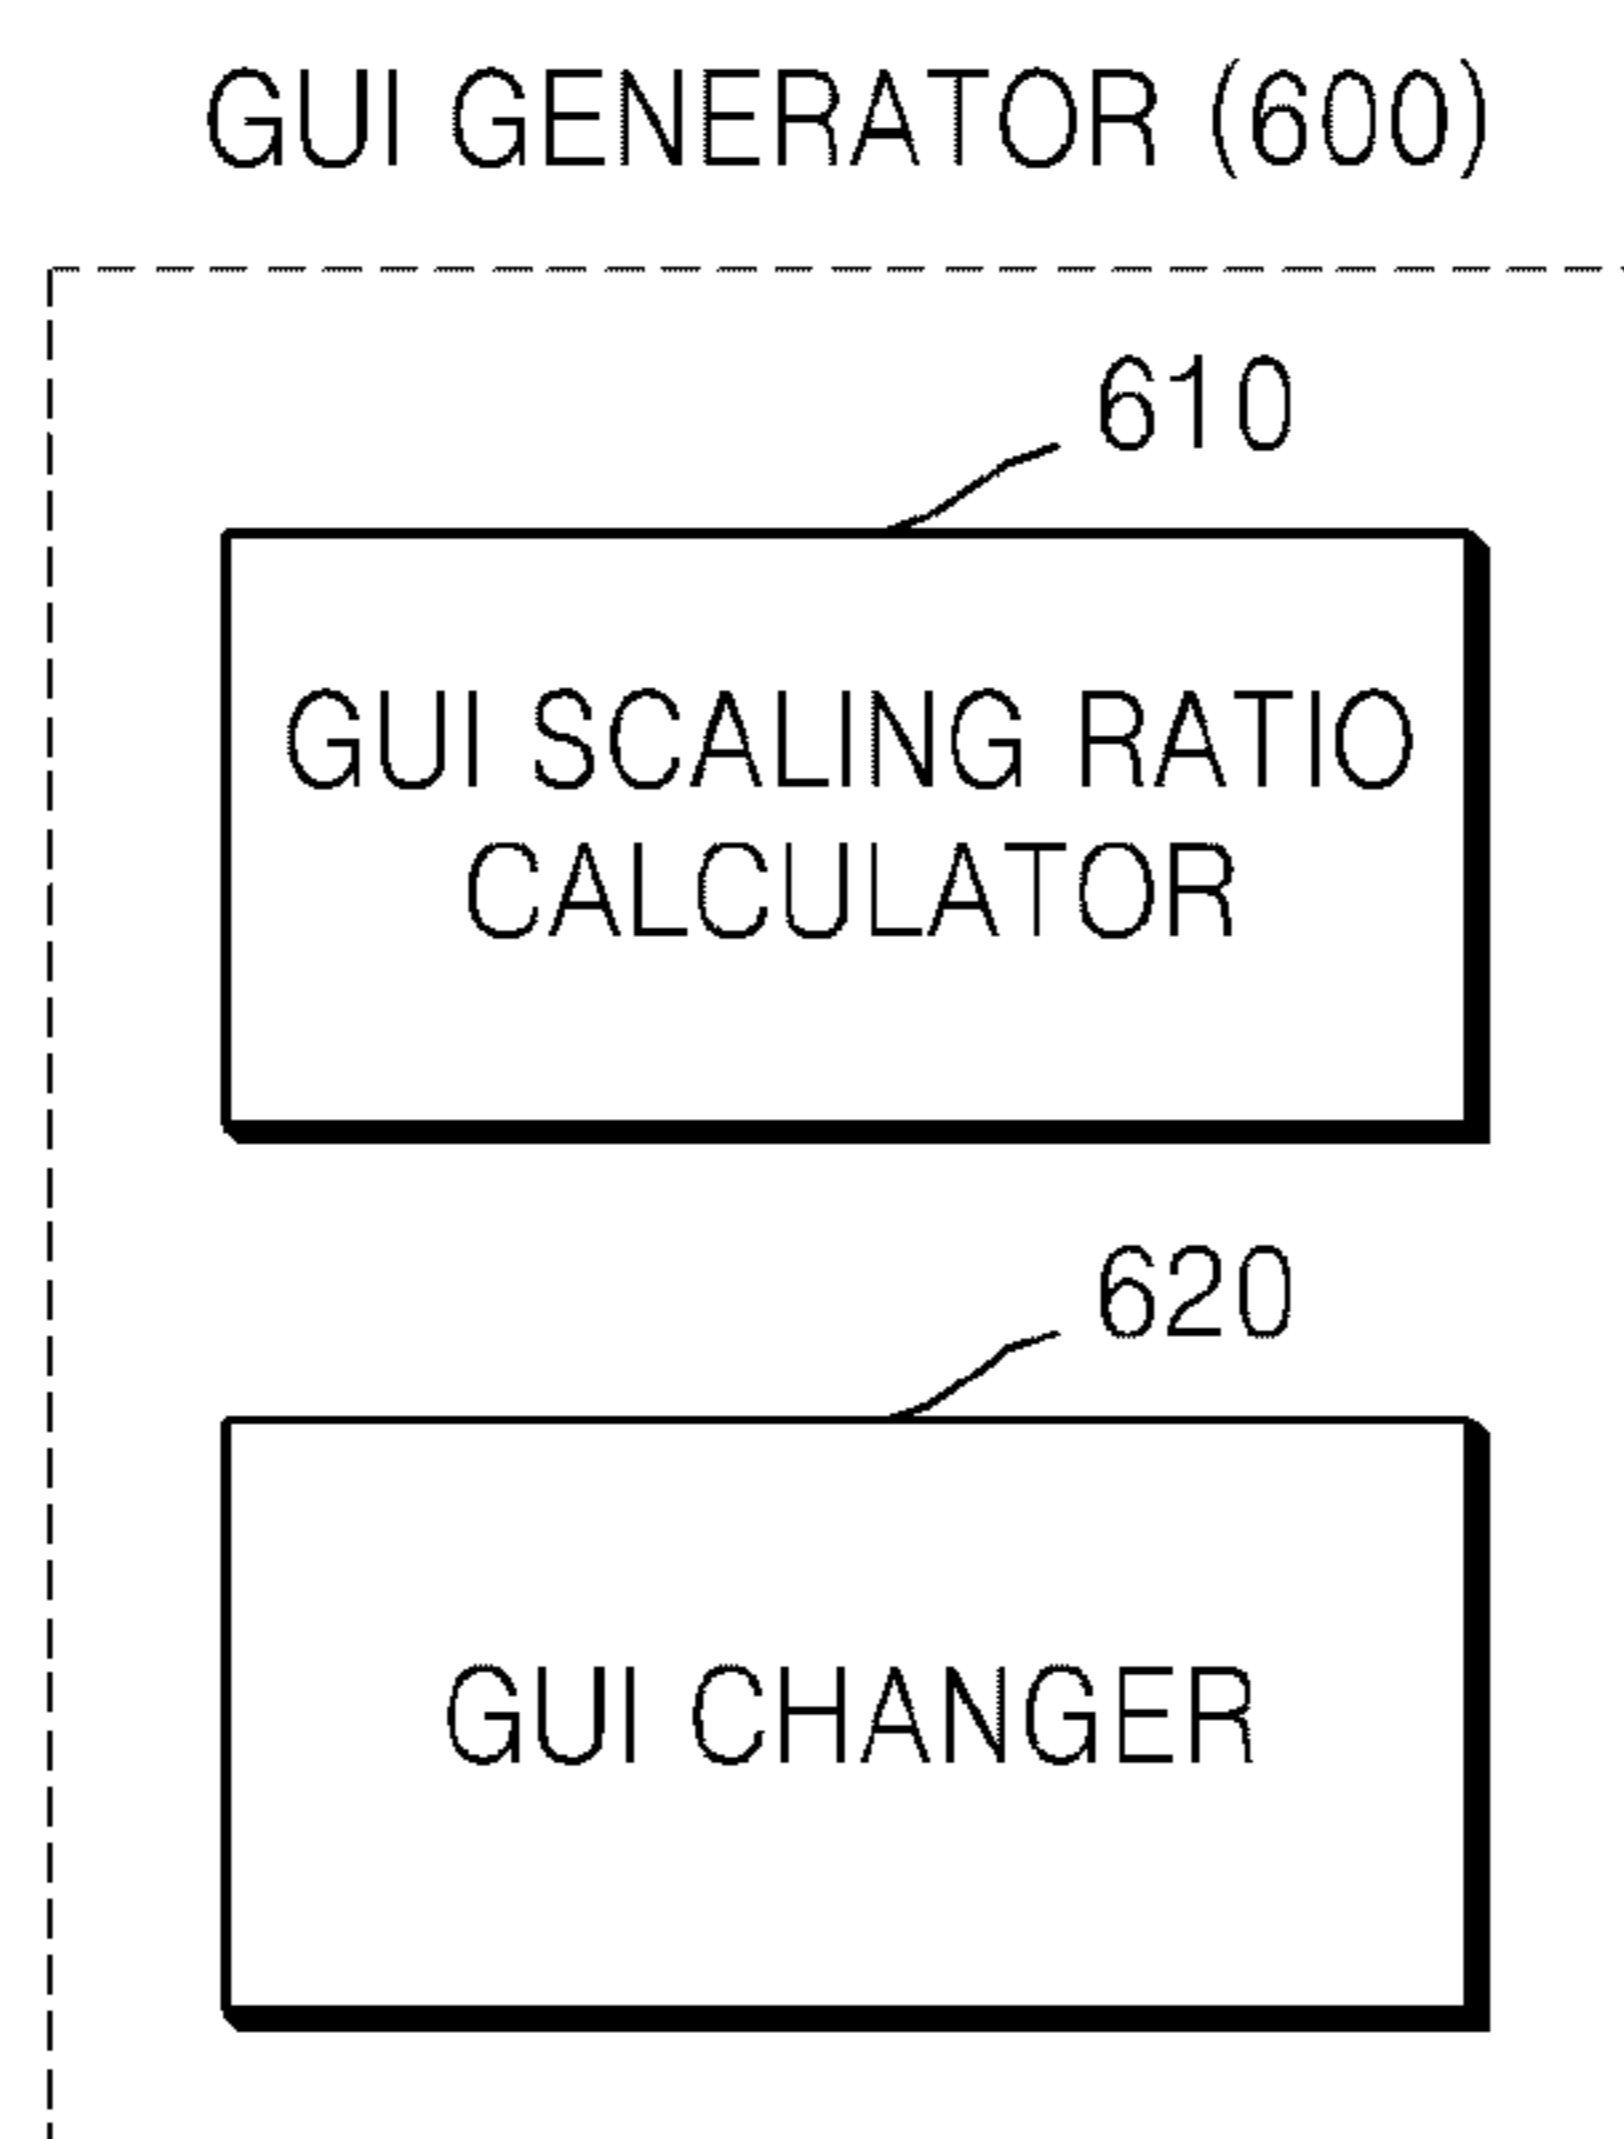 GUI GENERATOR (600)
610
GUI SCALING RATIO
CALCULATOR
620
GUI CHANGER